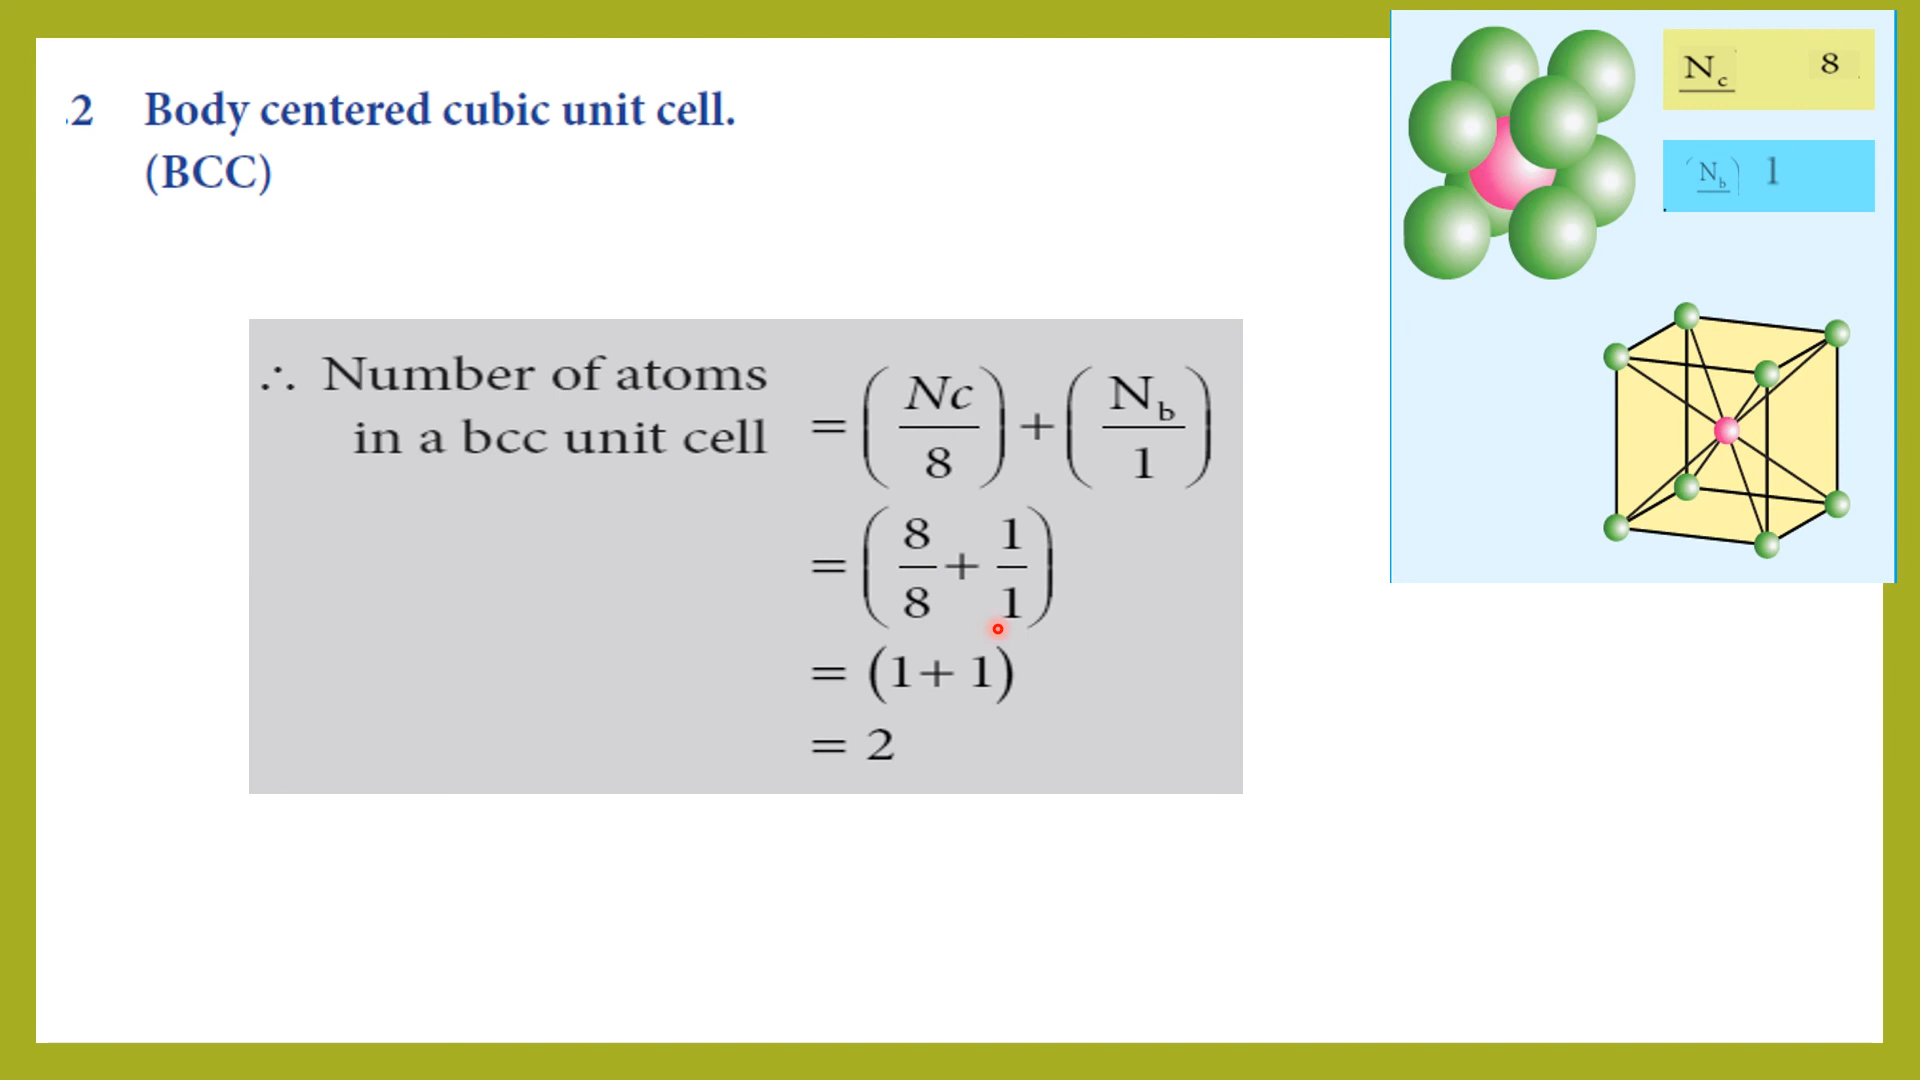 .2 Body centered cubic unit cell.
(BCC)
N_c 8
(N_b) 1
∴ Number of atoms in a bcc unit cell = (Nc/8) + (N_b/1)
= (8/8 + 1/1)
= (1+1)
= 2